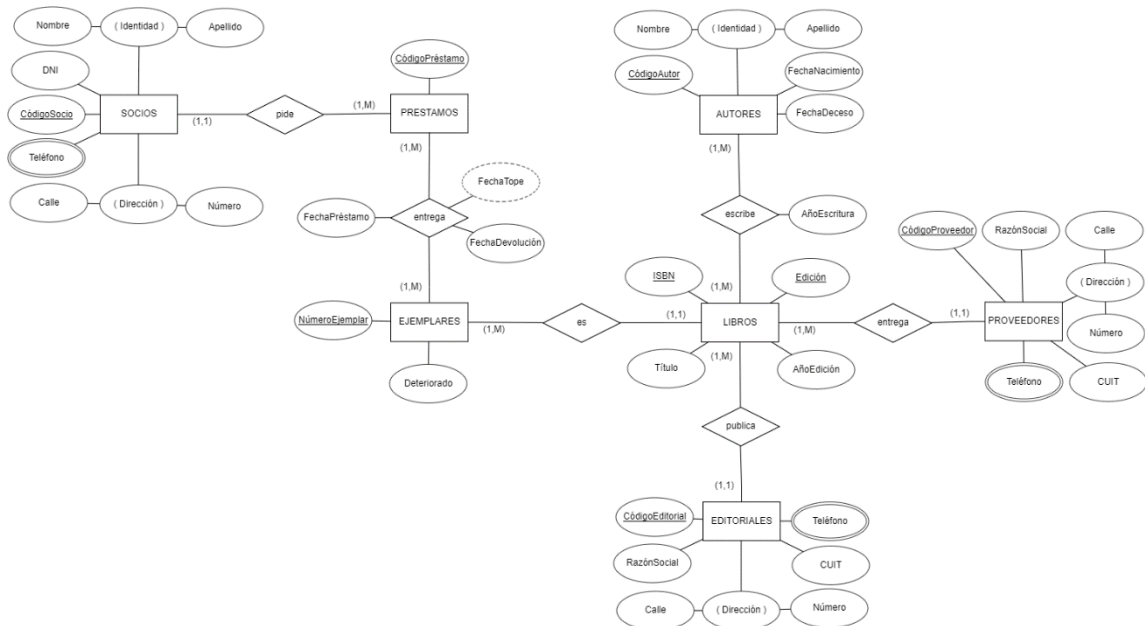 Nombre
( Identidad )
Apellido
DNI
CódigoSocio
Teléfono
SOCIOS
(1,1)
Calle
( Dirección )
Número
pide
(1,M)
CódigoPrèstamo
PRESTAMOS
(1,M)
FechaTope
FechaPréstamo
entrega
FechaDevolución
(1,M)
NúmeroEjemplar
EJEMPLARES
(1,M)
Deteriorado
es
(1,1)
Nombre
( Identidad )
Apellido
CódigoAutor
FechaNacimiento
AUTORES
FechaDeceso
(1,M)
escribe
AñoEscritura
(1,M)
ISBN
Edición
LIBROS
(1,M)
(1,M)
Título
AñoEdición
entrega
(1,1)
CódigoProveedor
RazónSocial
Calle
( Dirección )
PROVEEDORES
Número
Teléfono
CUIT
publica
(1,1)
CódigoEditorial
EDITORIALES
Teléfono
RazónSocial
CUIT
Calle
( Dirección )
Número